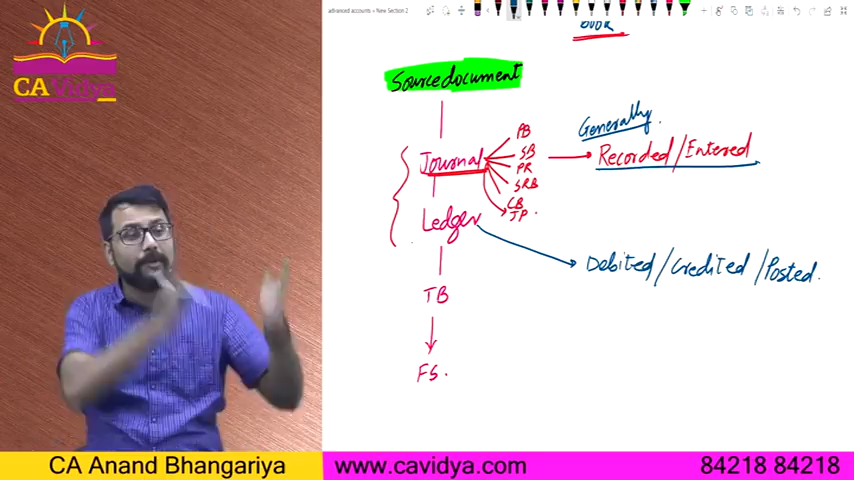 advanced accounts « New Section 2
Book
CA Vidya
Source document
Journal
PB
SB
PR
SRB
CB
JP.
Generally.
Recorded/Entered
Ledger
Debited/Credited/Posted.
TB
FS.
CA Anand Bhangariya
www.cavidya.com
84218 84218